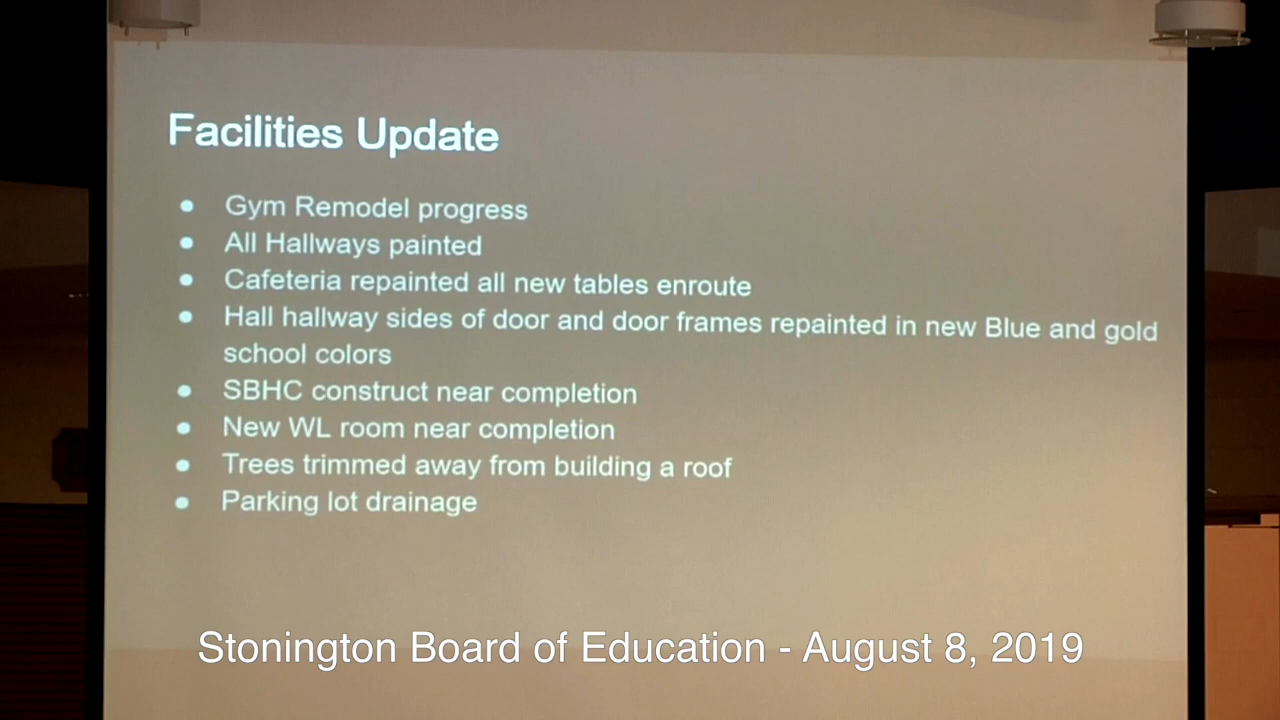 Facilities Update
● Gym Remodel progress
● All Hallways painted
● Cafeteria repainted all new tables enroute
● Hall hallway sides of door and door frames repainted in new Blue and gold
school colors
● SBHC construct near completion
● New WL room near completion
● Trees trimmed away from building a roof
● Parking lot drainage
Stonington Board of Education - August 8, 2019